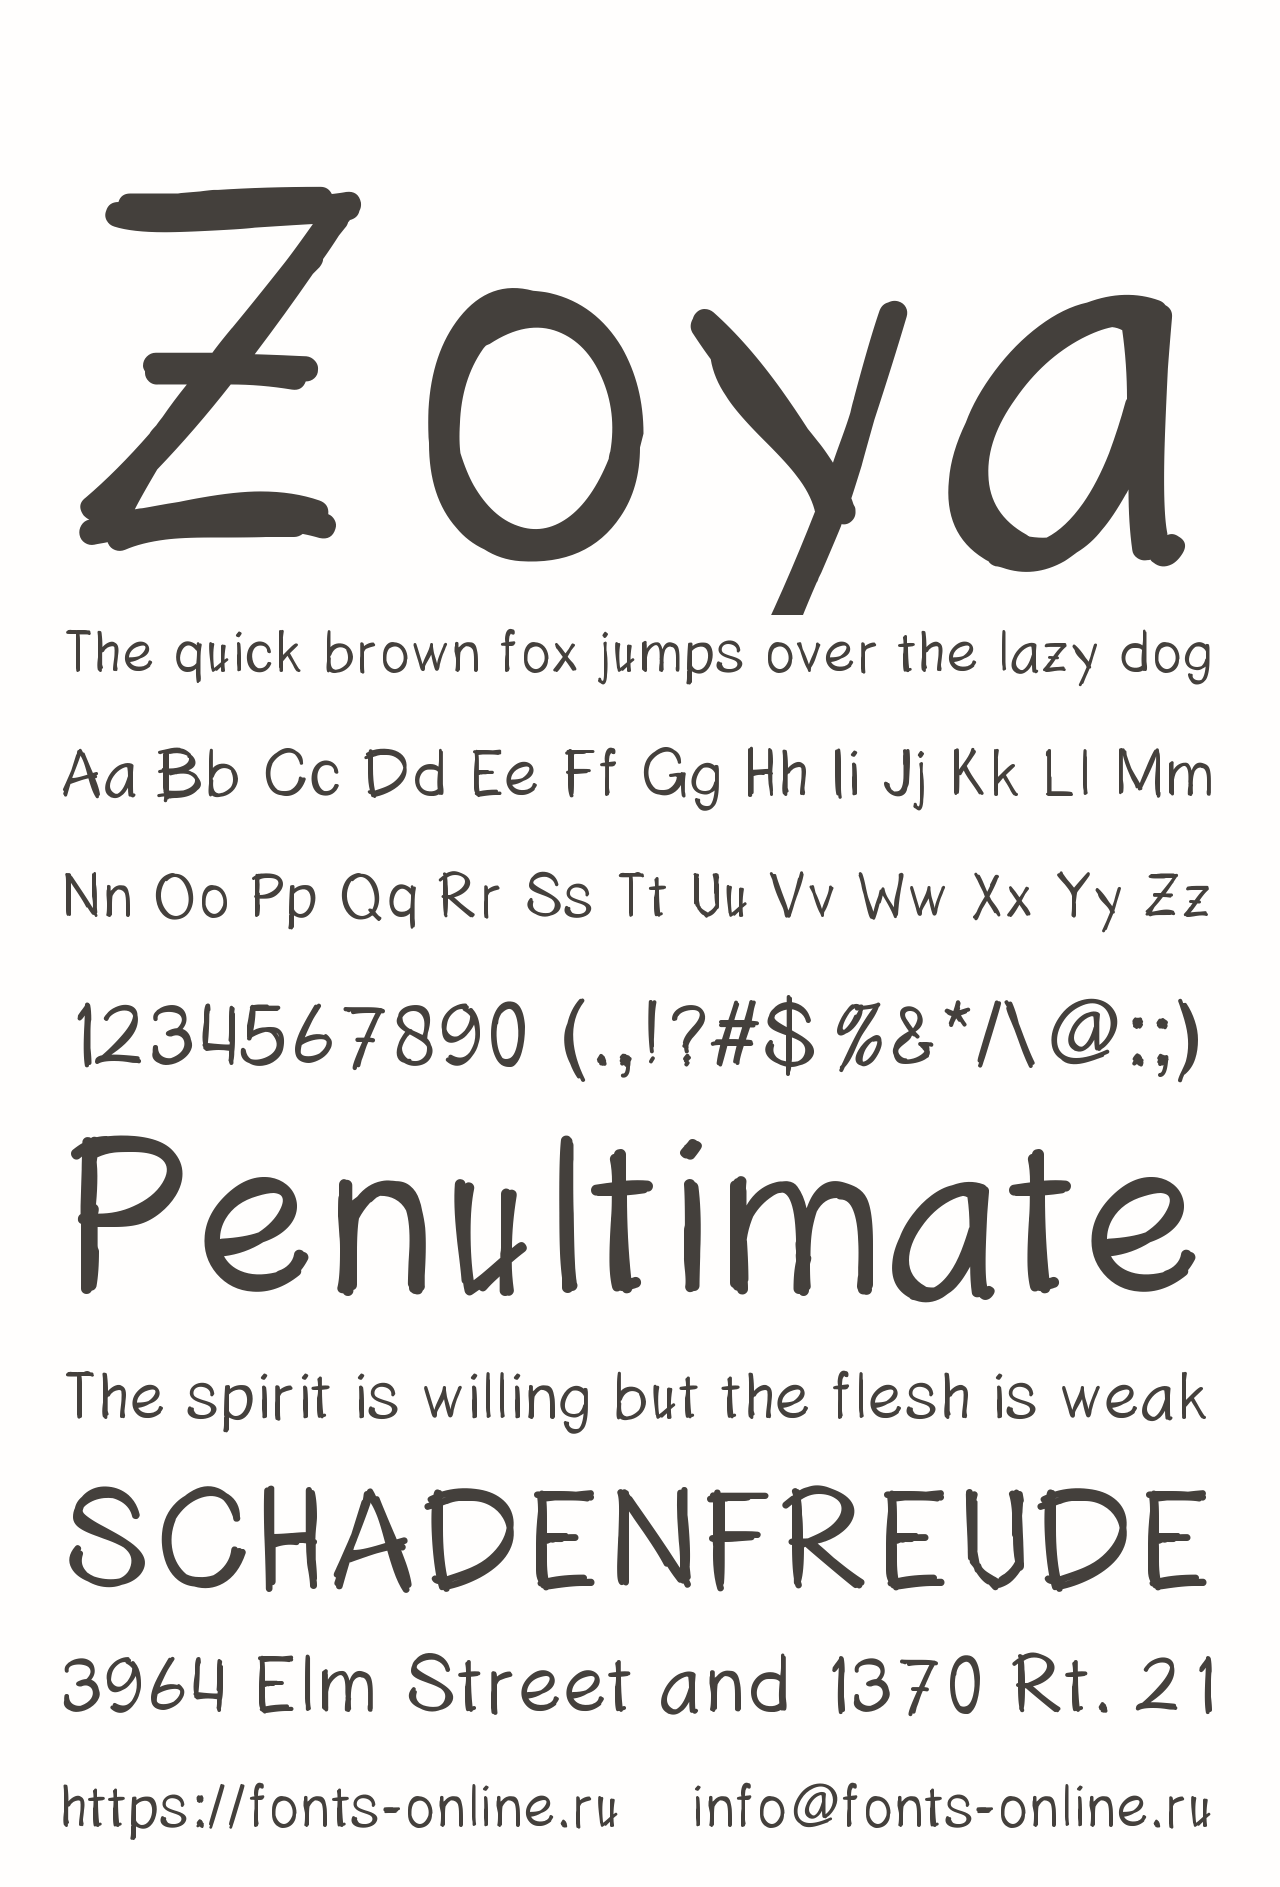 Zoya
The quick brown fox jumps over the lazy dog
Aa Bb Cc Dd Ee Ff Gg Hh Ii Jj Kk Ll Mm
Nn Oo Pp Qq Rr Ss Tt Uu Vv Ww Xx Yy Zz
1234567890 (.,!?#$%&*/\@:;)
Penultimate
The spirit is willing but the flesh is weak
SCHADENFREUDE
3964 Elm Street and 1370 Rt. 21
https://fonts-online.ru info@fonts-online.ru